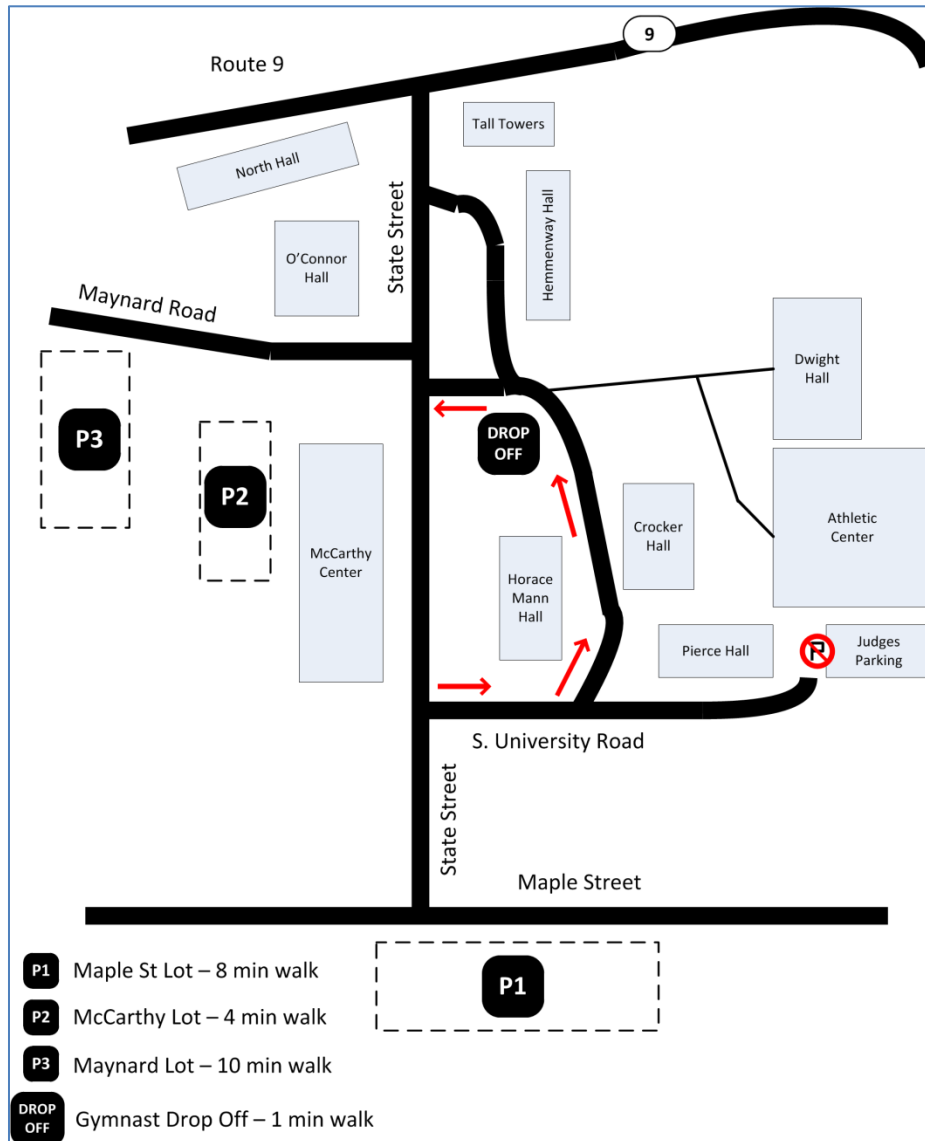 9
Route 9
Tall Towers
North Hall
State Street
Hemmenway Hall
O'Connor
Hall
Maynard Road
Dwight
Hall
P3
DROP
OFF
P2
Crocker
Hall
Athletic
Center
McCarthy
Center
Horace
Mann
Hall
Pierce Hall
P
Judges
Parking
S. University Road
State Street
Maple Street
P1
P1 Maple St Lot – 8 min walk
P2 McCarthy Lot – 4 min walk
P3 Maynard Lot – 10 min walk
DROP
OFF
Gymnast Drop Off – 1 min walk